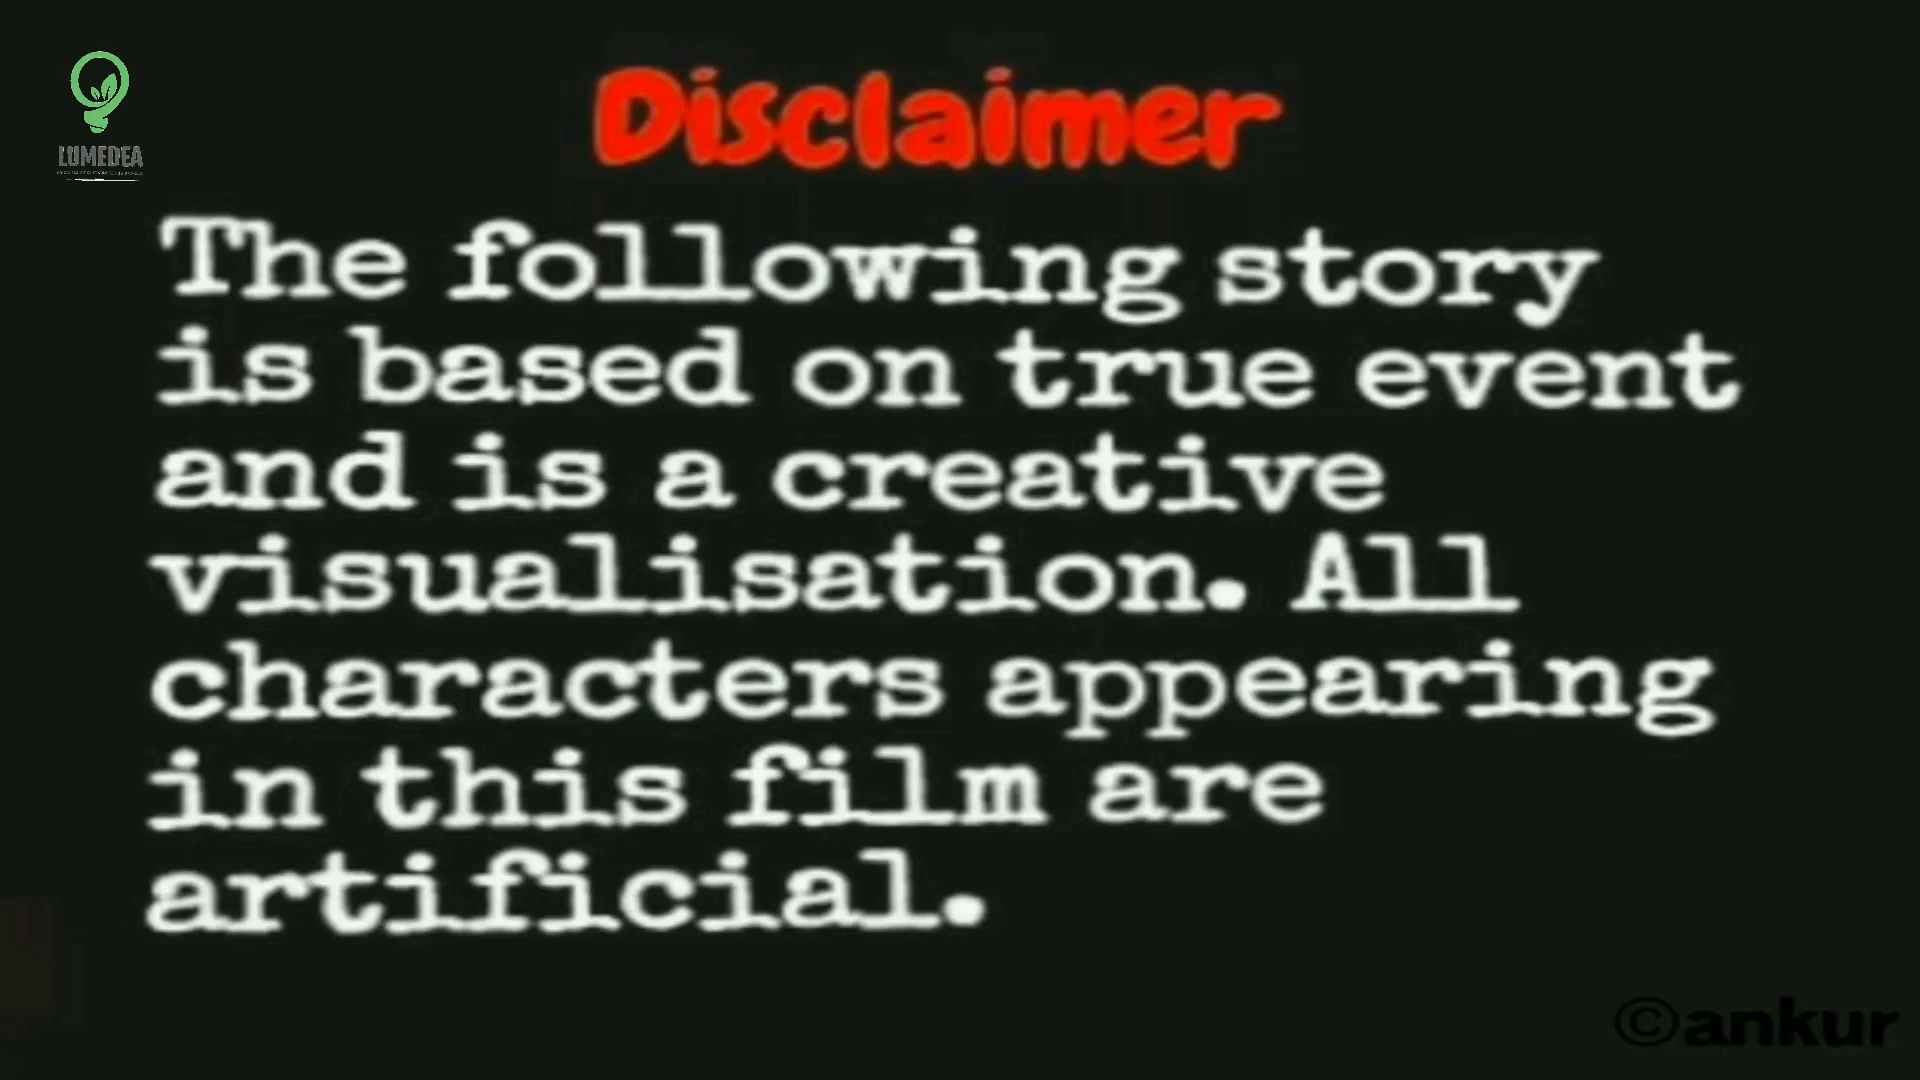 LUMEDEA
Disclaimer
The following story
is based on true event
and is a creative
visualisation. All
characters appearing
in this film are
artificial.
©ankur